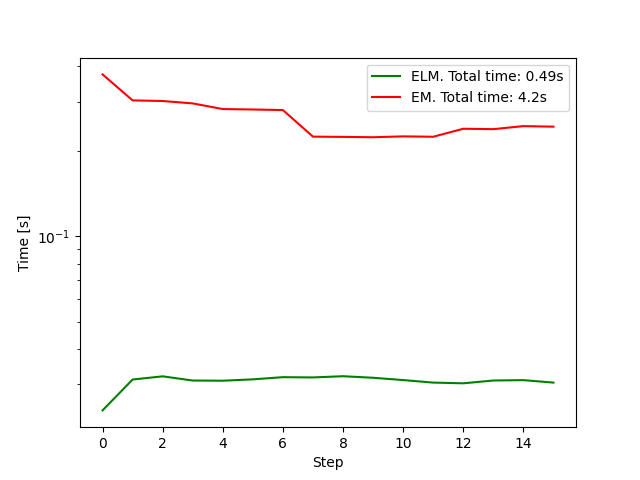 ELM. Total time: 0.49s
EM. Total time: 4.2s
Time [s]
10⁻¹
0 2 4 6 8 10 12 14
Step